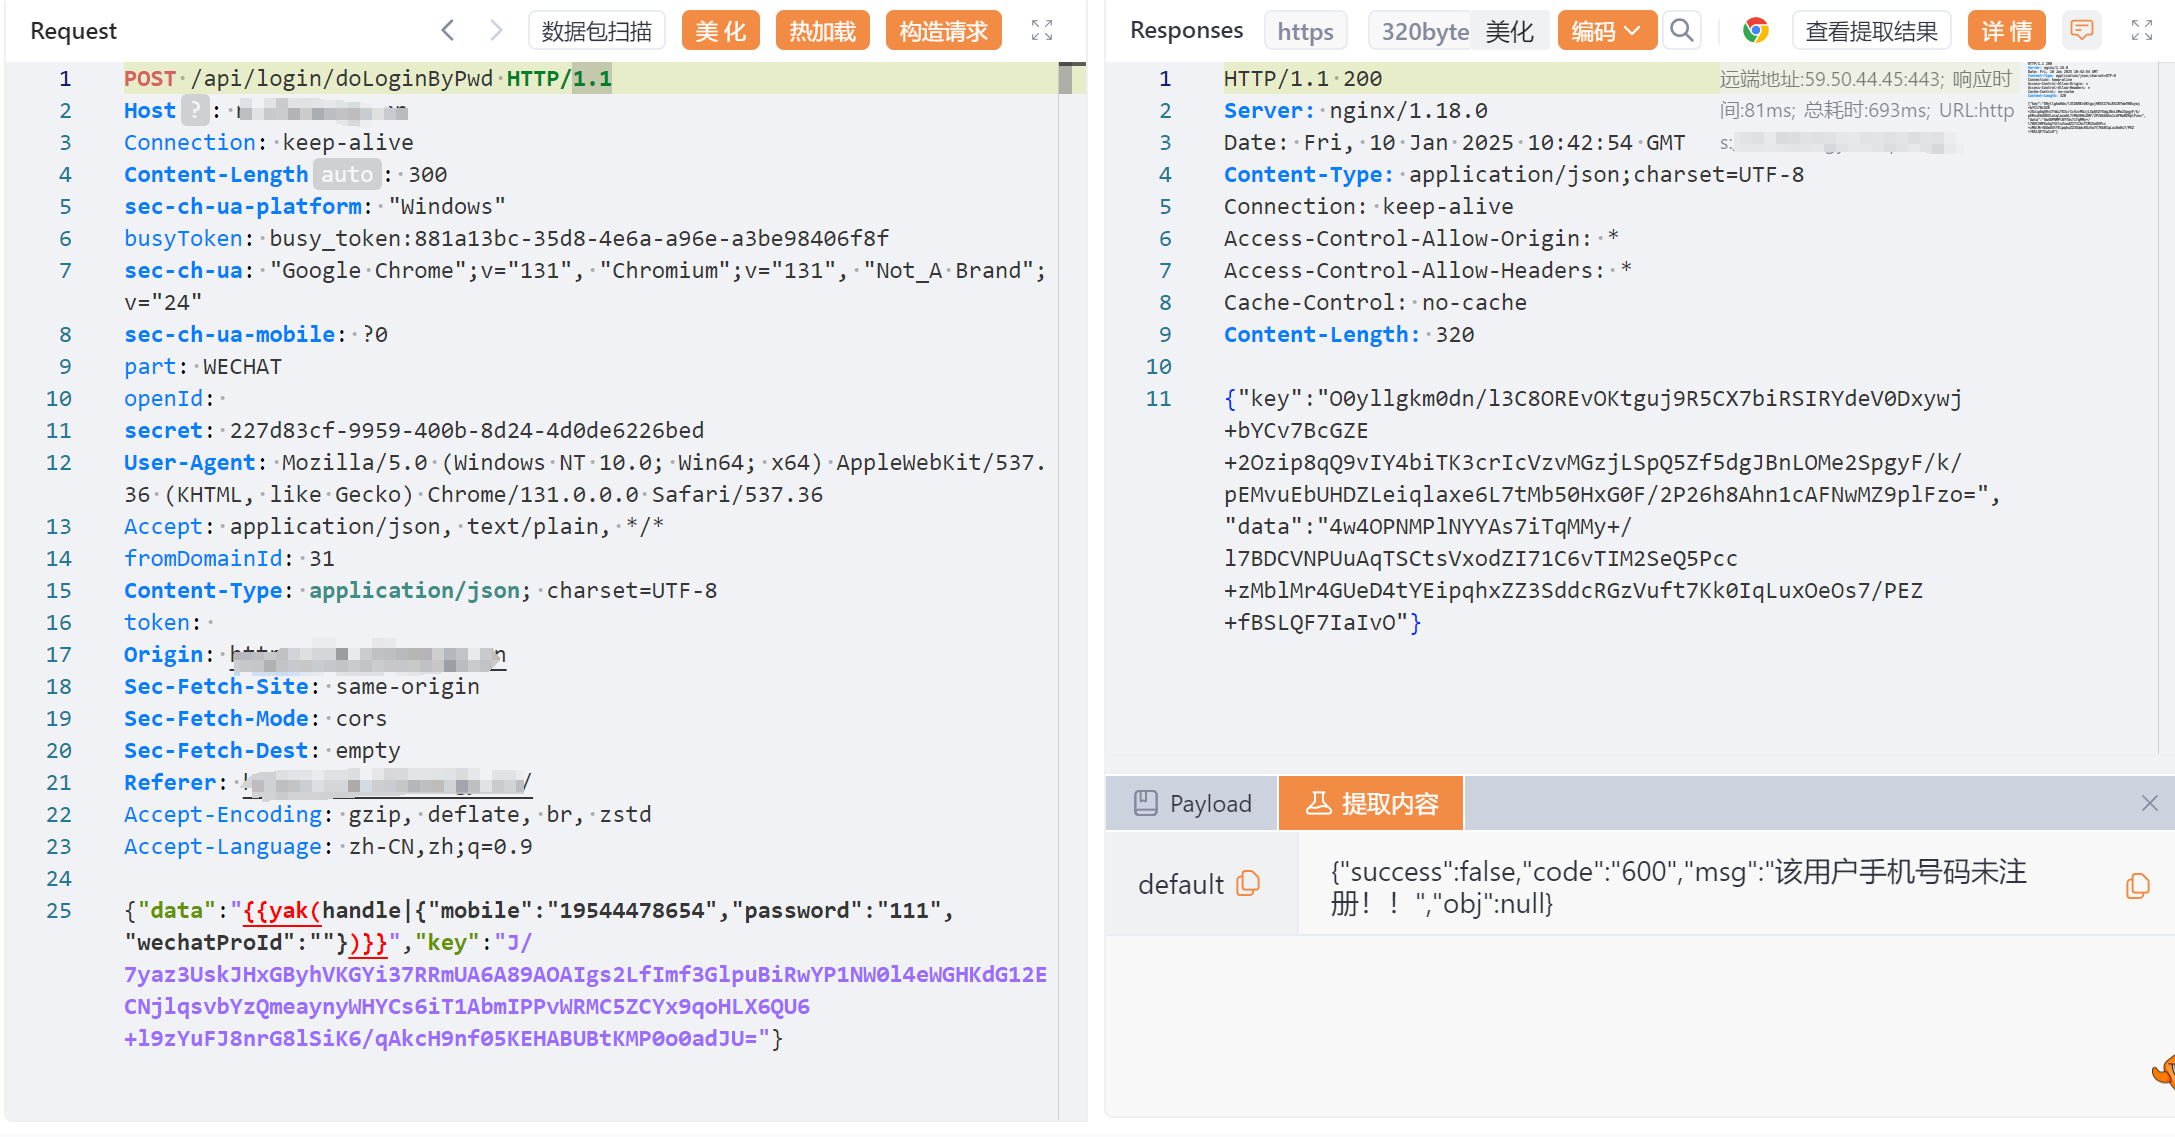 Request
数据包扫描
美 化
热加载
构造请求
1 POST /api/login/doLoginByPwd HTTP/1.1
2 Host ? :
3 Connection: keep-alive
4 Content-Length auto : 300
5 sec-ch-ua-platform: "Windows"
6 busyToken: busy_token:881a13bc-35d8-4e6a-a96e-a3be98406f8f
7 sec-ch-ua: "Google Chrome";v="131", "Chromium";v="131", "Not_A Brand";
v="24"
8 sec-ch-ua-mobile: ?0
9 part: WECHAT
10 openId:
11 secret: 227d83cf-9959-400b-8d24-4d0de6226bed
12 User-Agent: Mozilla/5.0 (Windows NT 10.0; Win64; x64) AppleWebKit/537.
36 (KHTML, like Gecko) Chrome/131.0.0.0 Safari/537.36
13 Accept: application/json, text/plain, */*
14 fromDomainId: 31
15 Content-Type: application/json; charset=UTF-8
16 token:
17 Origin:
18 Sec-Fetch-Site: same-origin
19 Sec-Fetch-Mode: cors
20 Sec-Fetch-Dest: empty
21 Referer: /
22 Accept-Encoding: gzip, deflate, br, zstd
23 Accept-Language: zh-CN,zh;q=0.9
24
25 {"data":"{{yak(handle|{"mobile":"19544478654","password":"111",
"wechatProId":""})}}","key":"J/
7yaz3UskJHxGByhVKGYi37RRmUA6A89AOAIgs2LfImf3GlpuBiRwYP1NW0l4eWGHKdG12E
CNjlqsvbYzQmeaynyWHYCs6iT1AbmIPPvWRMC5ZCYx9qoHLX6QU6
+l9zYuFJ8nrG8lSiK6/qAkcH9nf05KEHABUBtKMP0o0adJU="}
Responses
https
320byte
美化
编码
查看提取结果
详 情
1 HTTP/1.1 200
2 Server: nginx/1.18.0
3 Date: Fri, 10 Jan 2025 10:42:54 GMT
4 Content-Type: application/json;charset=UTF-8
5 Connection: keep-alive
6 Access-Control-Allow-Origin: *
7 Access-Control-Allow-Headers: *
8 Cache-Control: no-cache
9 Content-Length: 320
10
11 {"key":"O0yllgkm0dn/l3C8OREvOKtguj9R5CX7biRSIRYdeV0Dxywj
+bYCv7BcGZE
+2Ozip8qQ9vIY4biTK3crIcVzvMGzjLSpQ5Zf5dgJBnLOMe2SpgyF/k/
pEMvuEbUHDZLeiqlaxe6L7tMb50HxG0F/2P26h8Ahn1cAFNwMZ9plFzo=",
"data":"4w4OPNMPlNYYAs7iTqMMy+/
l7BDCVNPUuAqTSCtsVxodZI71C6vTIM2SeQ5Pcc
+zMblMr4GUeD4tYEipqhxZZ3SddcRGzVuft7Kk0IqLuxOeOs7/PEZ
+fBSLQF7IaIvO"}
远端地址:59.50.44.45:443; 响应时
间:81ms; 总耗时:693ms; URL:http
s:
Payload
提取内容
default
{"success":false,"code":"600","msg":"该用户手机号码未注
册！！","obj":null}